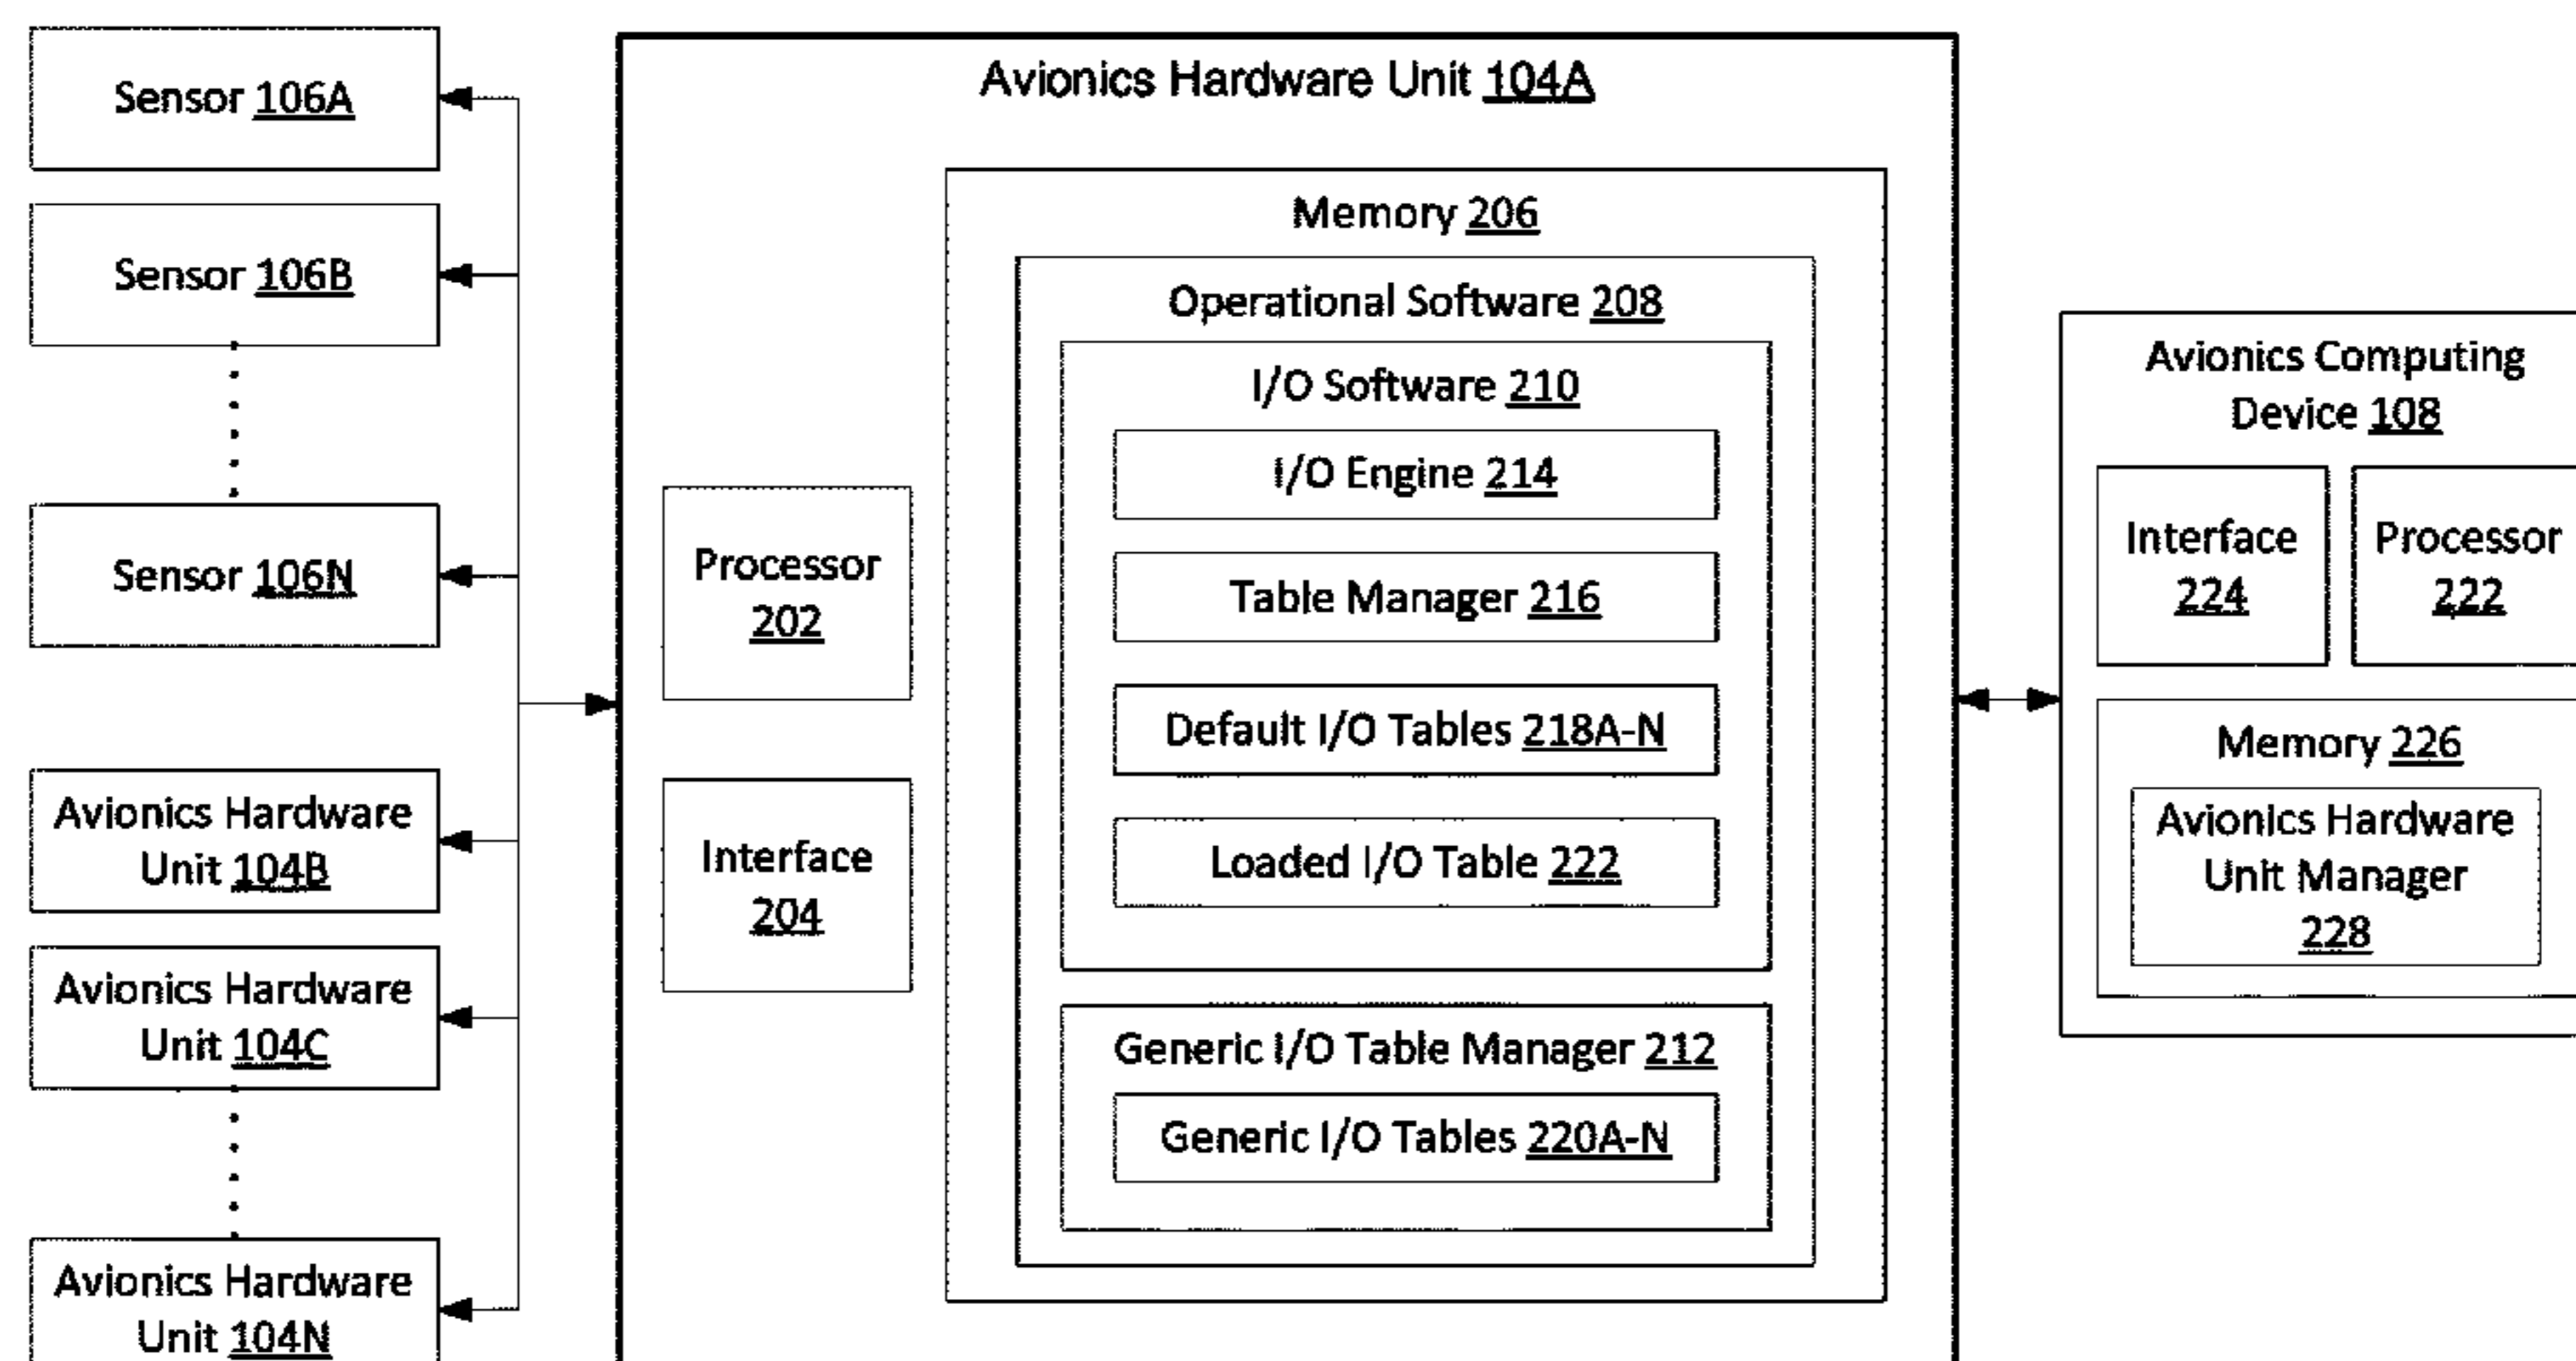 Sensor 106A
Sensor 106B
Sensor 106N
Avionics Hardware
Unit 104B
Avionics Hardware
Unit 104C
Avionics Hardware
Unit 104N
Avionics Hardware Unit 104A
Processor
202
Interface
204
Memory 206
Operational Software 208
I/O Software 210
I/O Engine 214
Table Manager 216
Default I/O Tables 218A-N
Loaded I/O Table 222
Generic I/O Table Manager 212
Generic I/O Tables 220A-N
Avionics Computing
Device 108
Interface
224
Processor
222
Memory 226
Avionics Hardware
Unit Manager
228